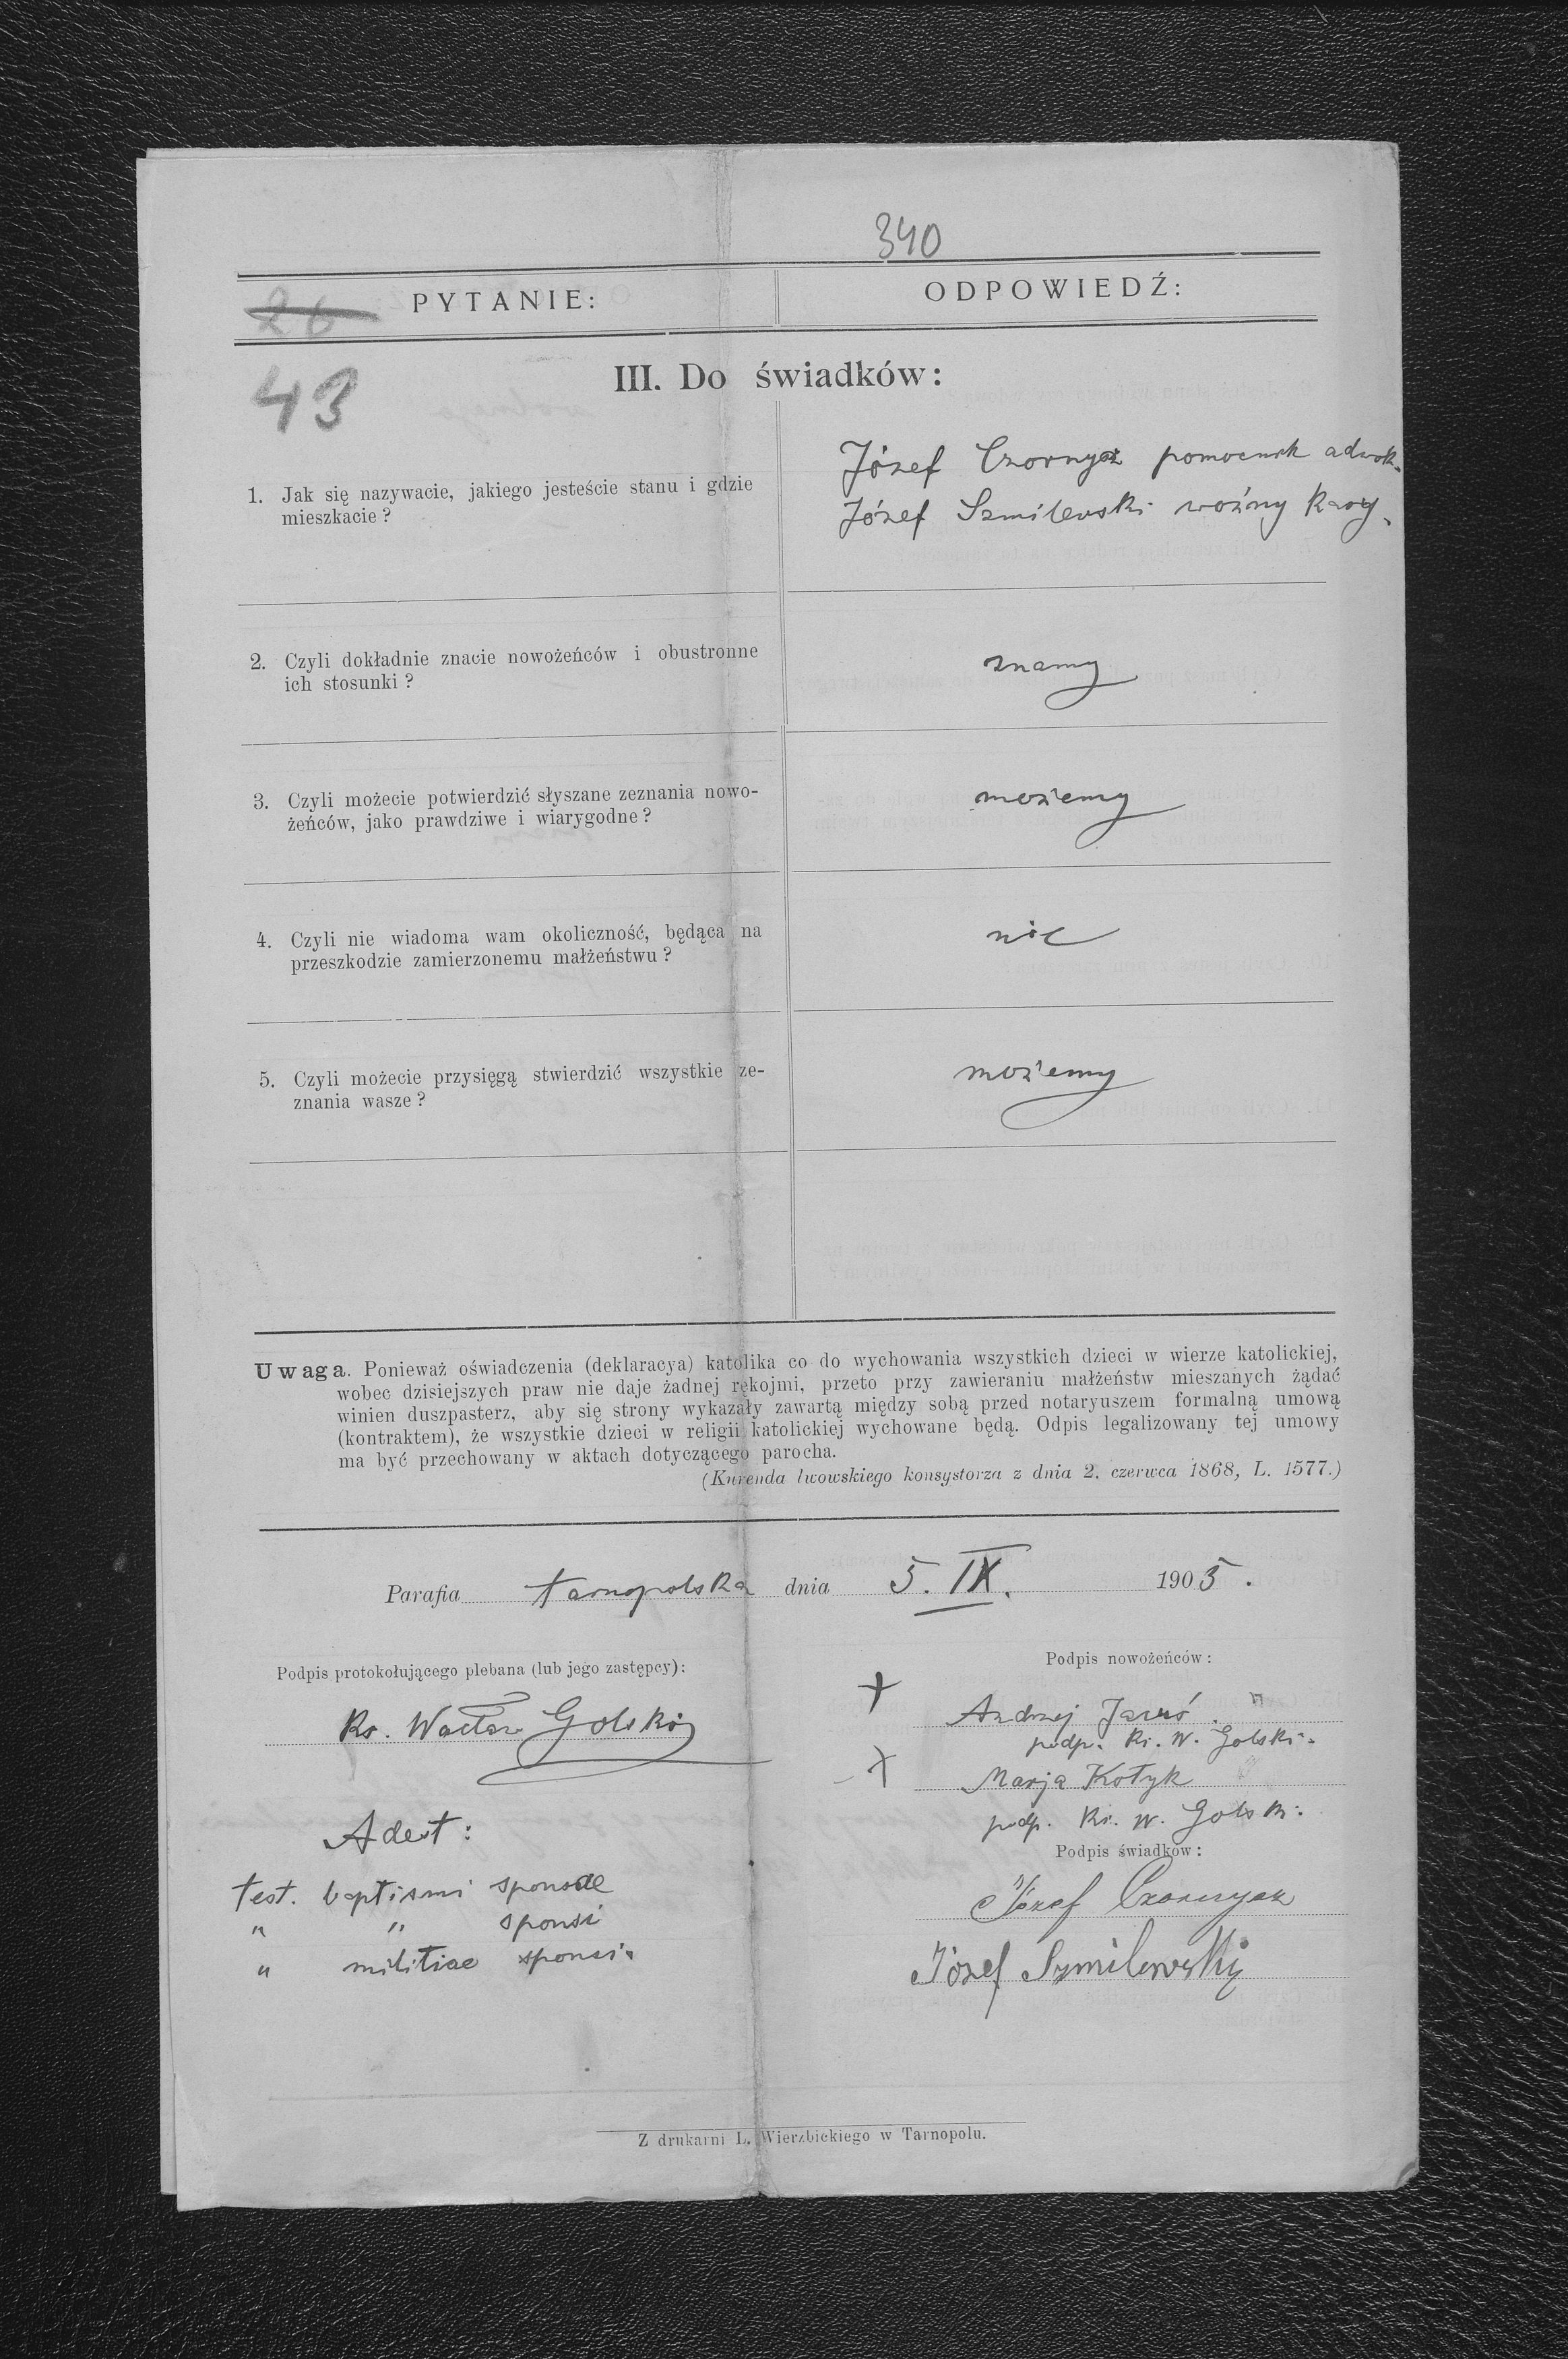 340
PYTANIE:
ODPOWIEDŹ:
26
43
III. Do świadków:
1. Jak się nazywacie, jakiego jesteście stanu i gdzie
mieszkacie?
Józef Czornysz pomocnik adwok.
Józef Szmilewski woźny
2. Czyli dokładnie znacie nowożeńców i obustronne
ich stosunki?
znamy
3. Czyli możecie potwierdzić słyszane zeznania nowo-
żeńców, jako prawdziwe i wiarygodne?
możemy
4. Czyli nie wiadoma wam okoliczność, będąca na
przeszkodzie zamierzonemu małżeństwu?
nic
5. Czyli możecie przysięgą stwierdzić wszystkie ze-
znania wasze?
możemy
Uwaga. Ponieważ oświadczenia (deklaracya) katolika co do wychowania wszystkich dzieci w wierze katolickiej,
wobec dzisiejszych praw nie daje żadnej rękojmi, przeto przy zawieraniu małżeństw mieszanych żądać
winien duszpasterz, aby się strony wykazały zawartą między sobą przed notaryuszem formalną umową
(kontraktem), że wszystkie dzieci w religii katolickiej wychowane będą. Odpis legalizowany tej umowy
ma być przechowany w aktach dotyczącego parocha.
(Kurenda lwowskiego konsystorza z dnia 2. czerwca 1868, L. 1577.)
Parafia tarnopolska dnia 5. IX. 1905.
Podpis protokołującego plebana (lub jego zastępcy):
Ks. Wacław Golski
Podpis nowożeńców:
+ Andrzej
podp. Ks. W. Golski.
+ Marja Kotyk
podp. Ks. W. Golski.
Podpis świadków:
Józef
Józef Szmilewski
Adest:
test. baptismi sponsae
" " sponsi
" militiae sponsi.
Z drukarni L. Wierzbickiego w Tarnopolu.